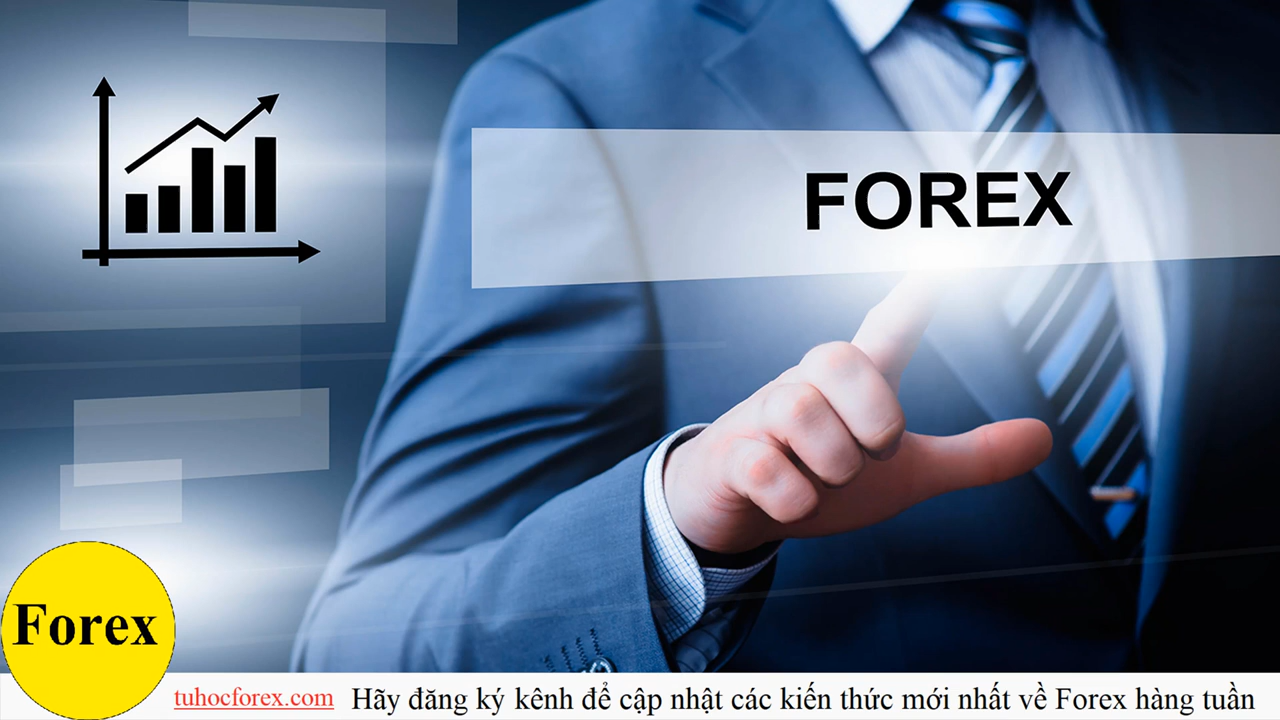 FOREX
Forex
tuhocforex.com Hãy đăng ký kênh để cập nhật các kiến thức mới nhất về Forex hàng tuần